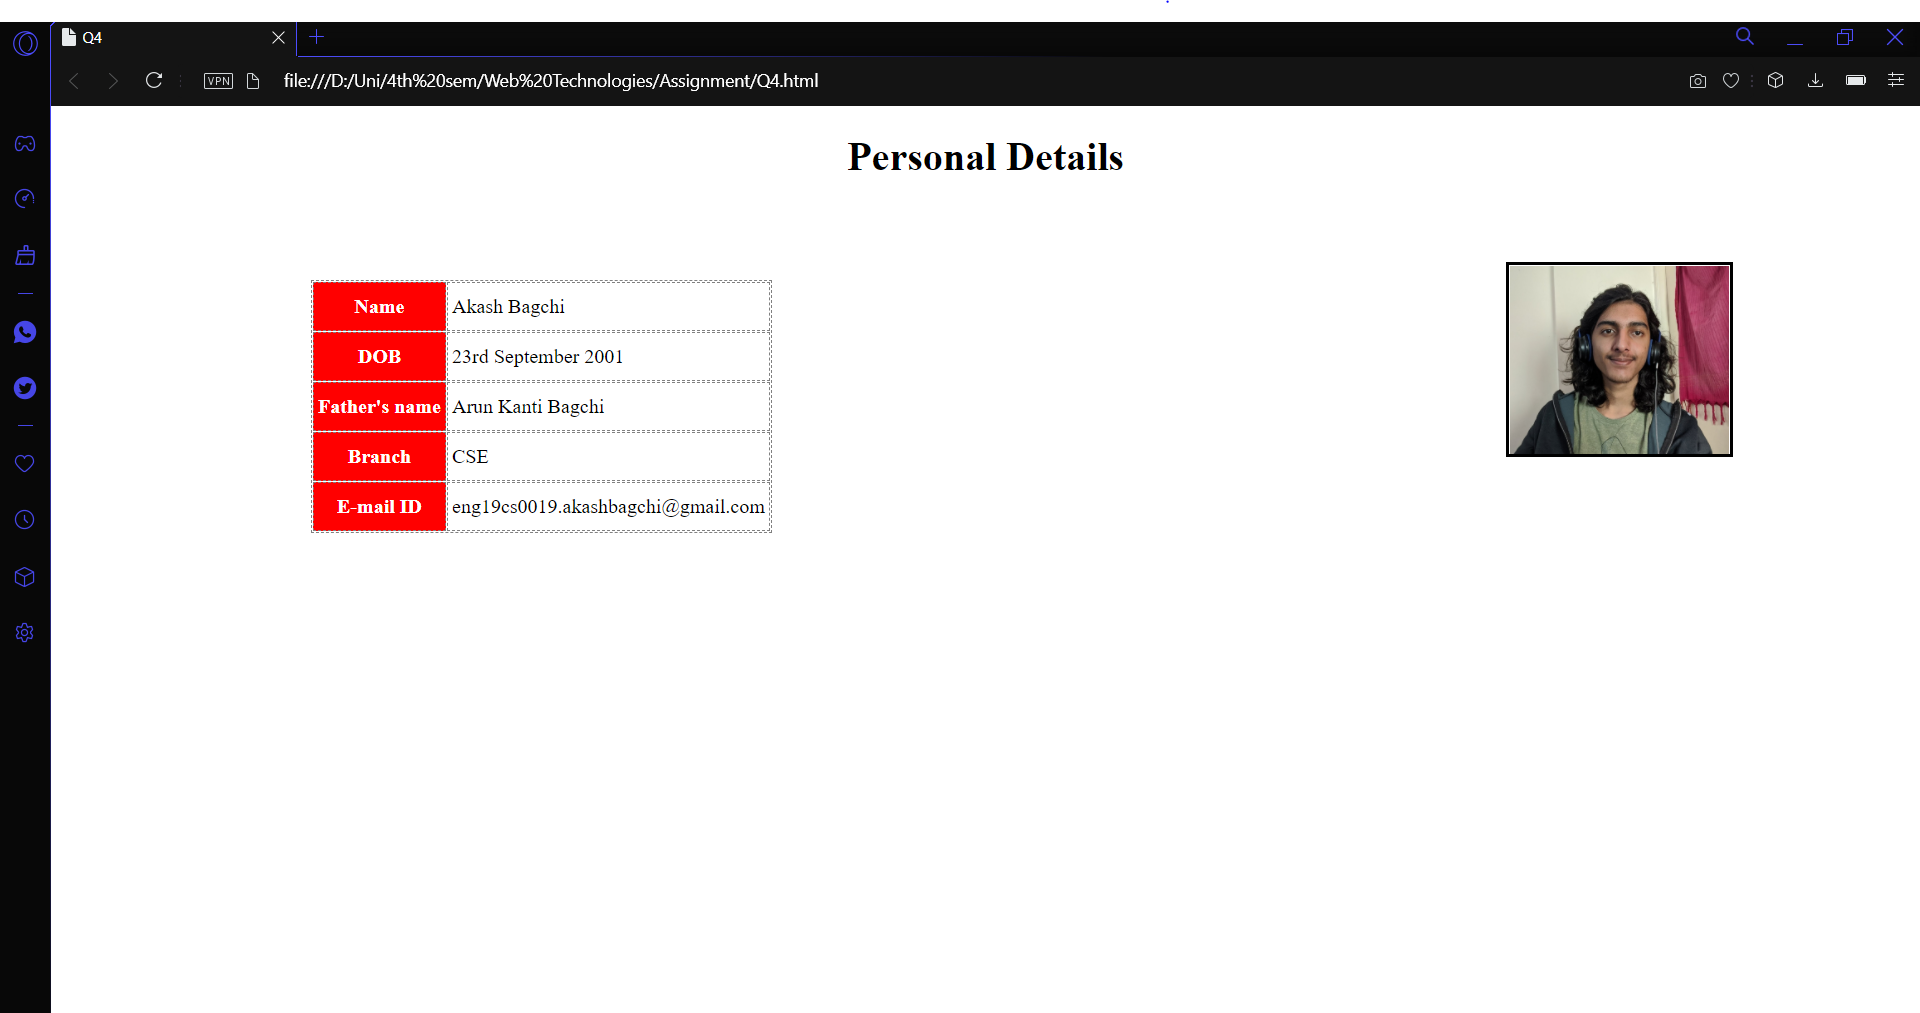 Q4
VPN
file:///D:/Uni/4th%20sem/Web%20Technologies/Assignment/Q4.html
Personal Details
Name Akash Bagchi
DOB 23rd September 2001
Father's name Arun Kanti Bagchi
Branch CSE
E-mail ID eng19cs0019.akashbagchi@gmail.com